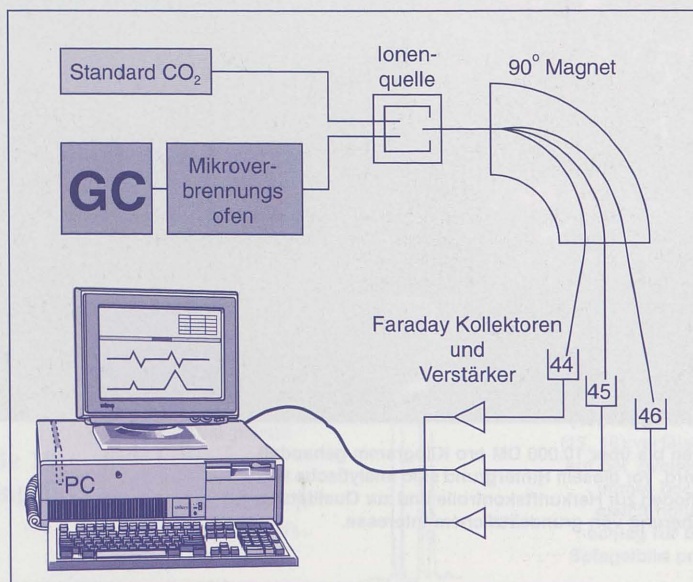 Standard CO₂
GC
Mikrover-
brennungs
ofen
Ionen-
quelle
90° Magnet
Faraday Kollektoren
und
Verstärker
44
45
46
PC